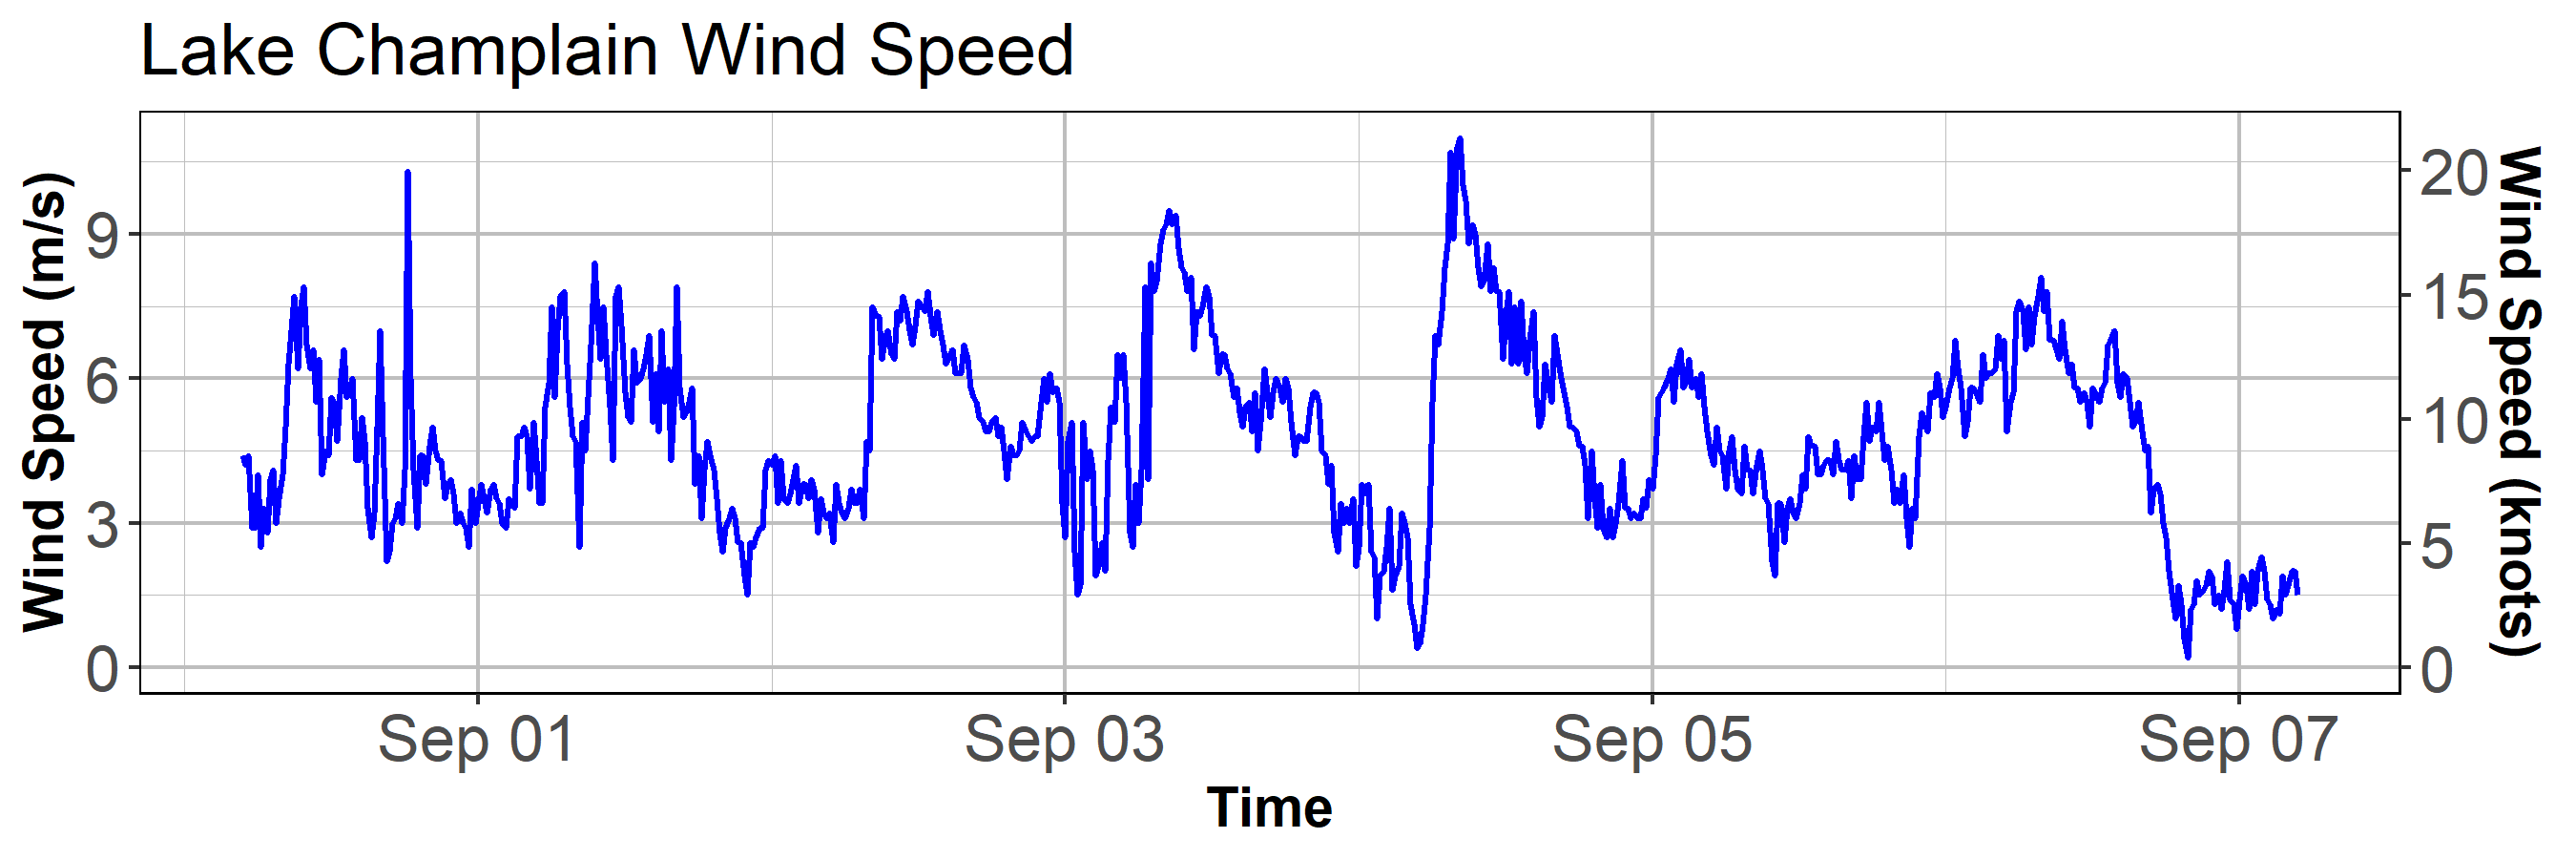 Lake Champlain Wind Speed
Wind Speed (m/s)
9
6
3
0
20
15
10
5
0
Wind Speed (knots)
Sep 01
Sep 03
Sep 05
Sep 07
Time